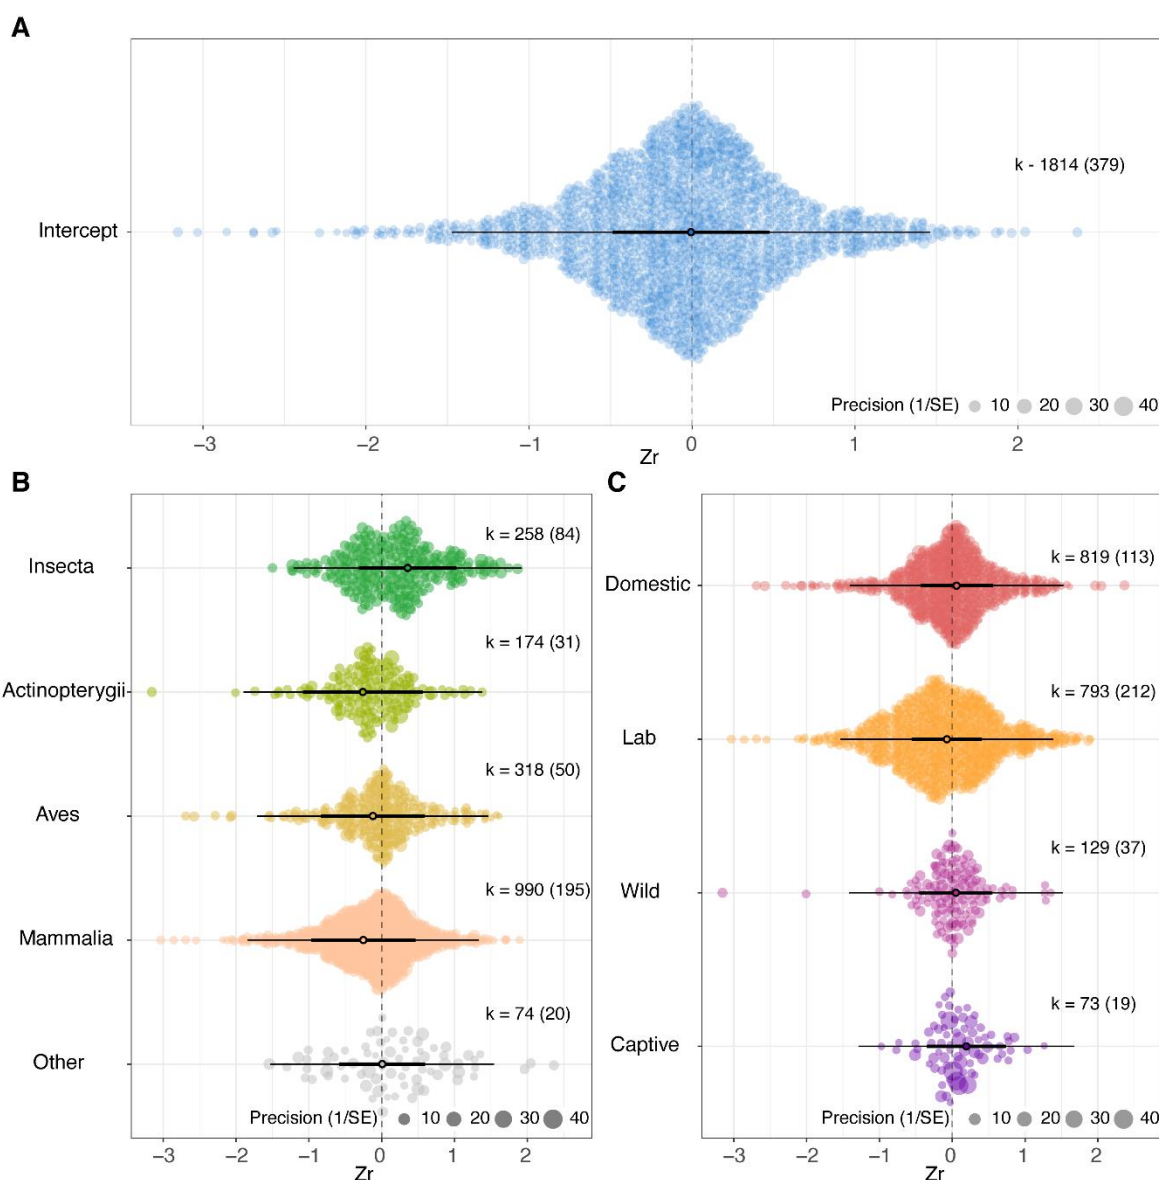 A
k - 1814 (379)
Intercept
Precision (1/SE) 10 20 30 40
−3 −2 −1 0 1 2
Zr
B
k = 258 (84)
Insecta
k = 174 (31)
Actinopterygii
k = 318 (50)
Aves
k = 990 (195)
Mammalia
k = 74 (20)
Other
Precision (1/SE) 10 20 30 40
−3 −2 −1 0 1 2
Zr
C
k = 819 (113)
Domestic
k = 793 (212)
Lab
k = 129 (37)
Wild
k = 73 (19)
Captive
Precision (1/SE) 10 20 30 40
−3 −2 −1 0 1 2
Zr